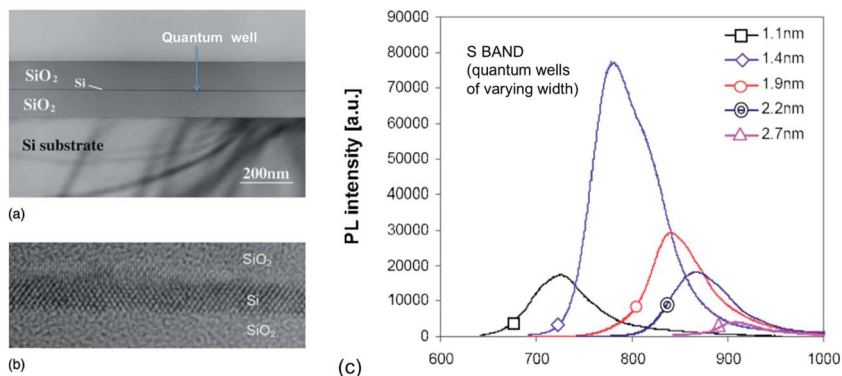 Quantum well
SiO2
Si
SiO2
Si substrate
200nm
(a)
SiO2
Si
SiO2
(b)
90000
80000
70000
60000
50000
40000
30000
20000
10000
0
PL intensity [a.u.]
S BAND
(quantum wells
of varying width)
1.1nm
1.4nm
1.9nm
2.2nm
2.7nm
600 700 800 900 1000
(c)